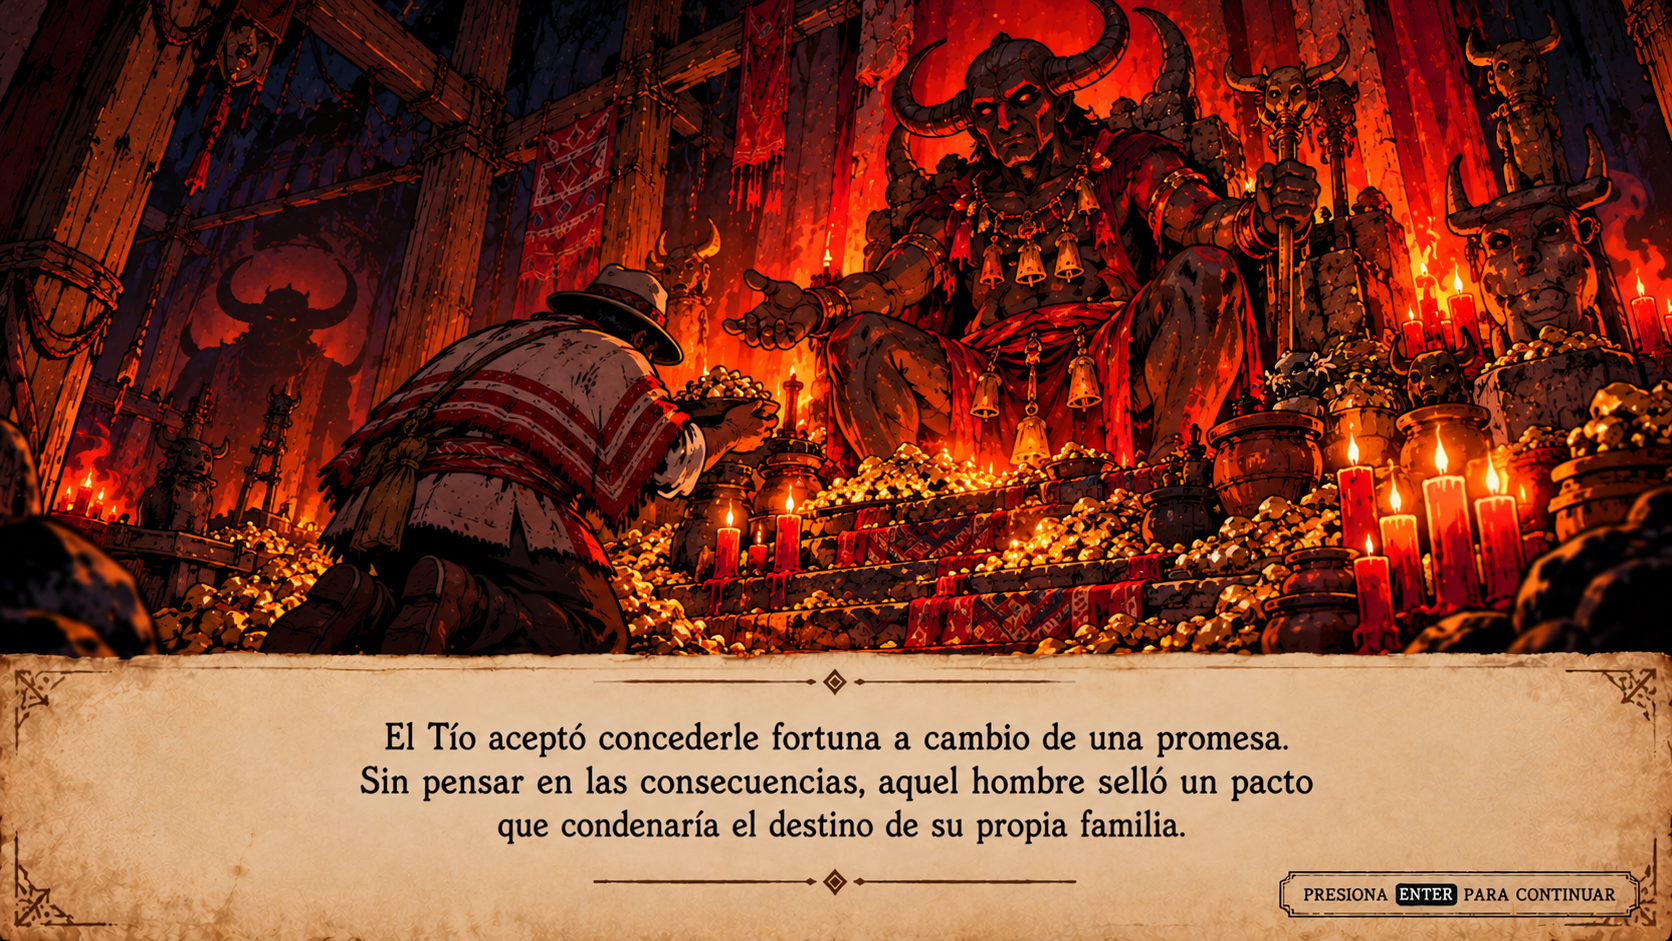 El Tío aceptó concederle fortuna a cambio de una promesa.
Sin pensar en las consecuencias, aquel hombre selló un pacto
que condenaría el destino de su propia familia.
PRESIONA ENTER PARA CONTINUAR